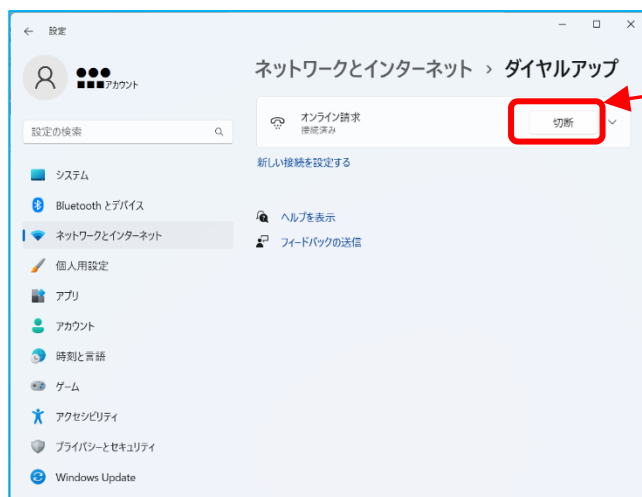 ← 設定
●●●
■■■アカウント
設定の検索
システム
Bluetooth とデバイス
ネットワークとインターネット
個人用設定
アプリ
アカウント
時刻と言語
ゲーム
アクセシビリティ
プライバシーとセキュリティ
Windows Update
ネットワークとインターネット › ダイヤルアップ
オンライン請求
接続済み
切断
新しい接続を設定する
ヘルプを表示
フィードバックの送信